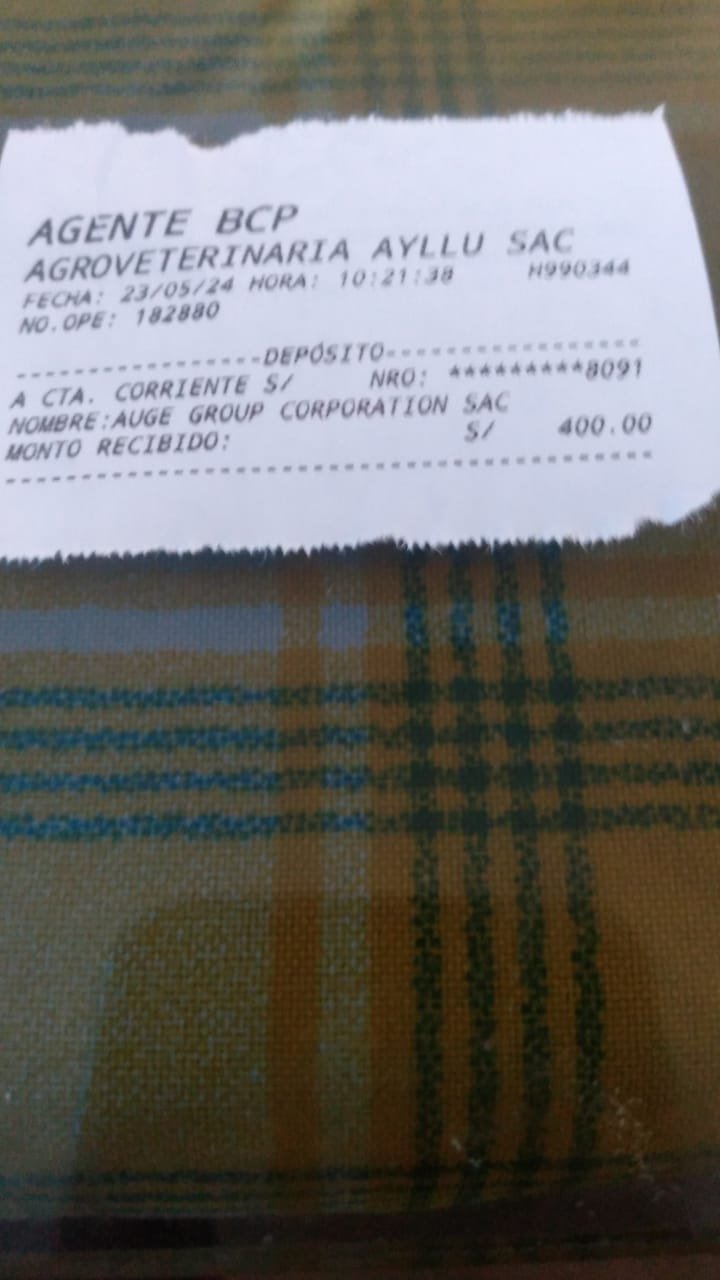 AGENTE BCP
AGROVETERINARIA AYLLU SAC
FECHA: 23/05/24 HORA: 10:21:38 H990344
NO.OPE: 182880
-----------------DEPÓSITO-----------------
A CTA. CORRIENTE S/ NRO: *********8091
NOMBRE:AUGE GROUP CORPORATION SAC
MONTO RECIBIDO: S/ 400.00